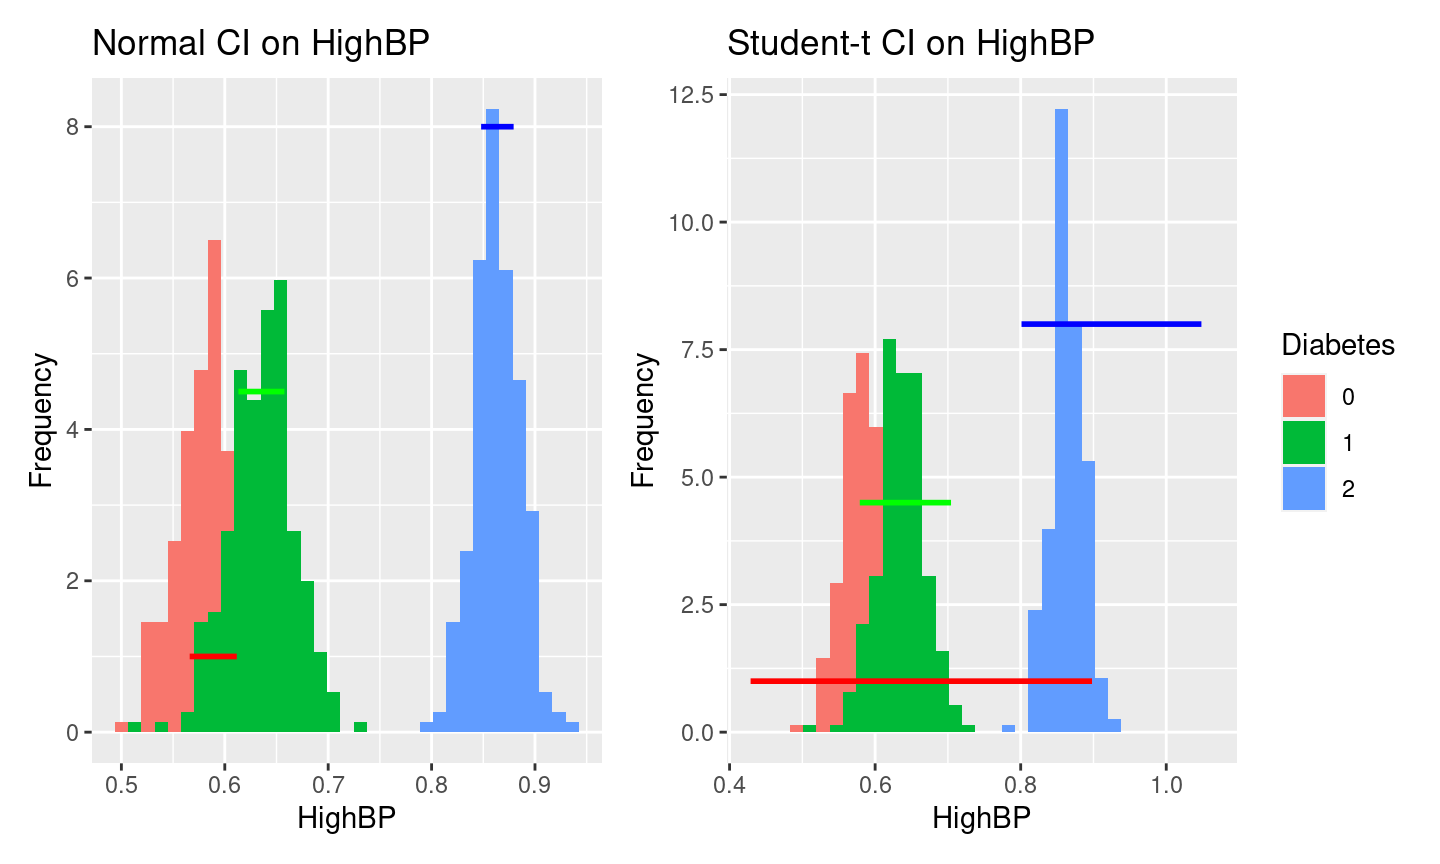 Normal CI on HighBP
Frequency
8
6
4
2
0
0.5 0.6 0.7 0.8 0.9
HighBP
Student-t CI on HighBP
Frequency
12.5
10.0
7.5
5.0
2.5
0.0
0.4 0.6 0.8 1.0
HighBP
Diabetes
0
1
2